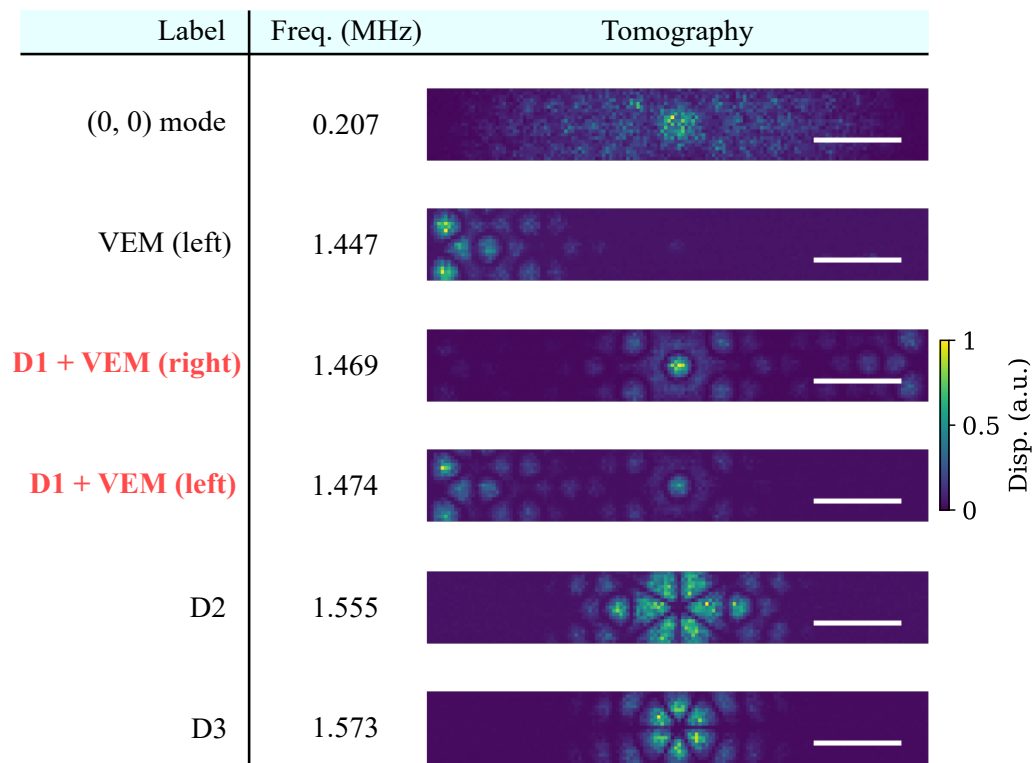 Label Freq. (MHz) Tomography
(0, 0) mode 0.207
VEM (left) 1.447
D1 + VEM (right) 1.469
D1 + VEM (left) 1.474
D2 1.555
D3 1.573
1
0.5
0
Disp. (a.u.)